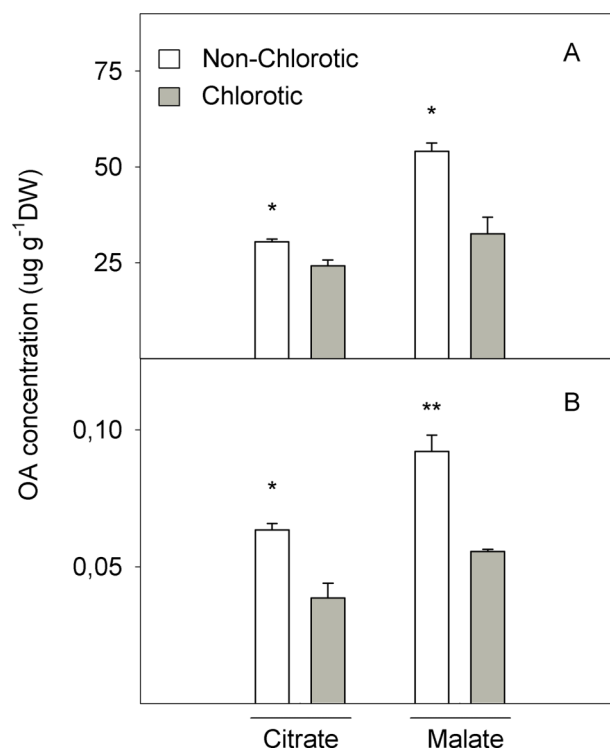 OA concentration (ug g-1DW)
Non-Chlorotic
Chlorotic
A
75
50
25
*
*
B
0,10
0,05
*
**
Citrate Malate